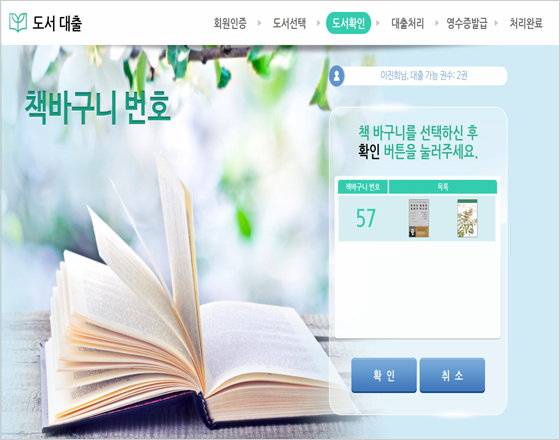 도서 대출
회원인증 도서선택 도서확인 대출처리 영수증발급 처리완료
이진희님, 대출 가능 권수: 2권
책바구니 번호
책 바구니를 선택하신 후
확인 버튼을 눌러주세요.
책바구니 번호 목록
57
확 인 취 소